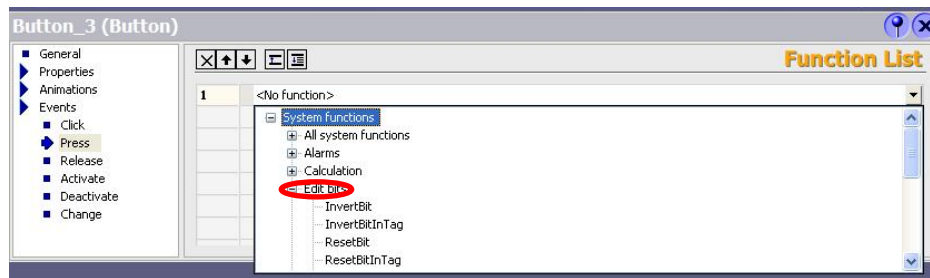 Button_3 (Button)
General
Properties
Animations
Events
Click
Press
Release
Activate
Deactivate
Change
Function List
1 <No function>
System functions
All system functions
Alarms
Calculation
Edit bits
InvertBit
InvertBitInTag
ResetBit
ResetBitInTag